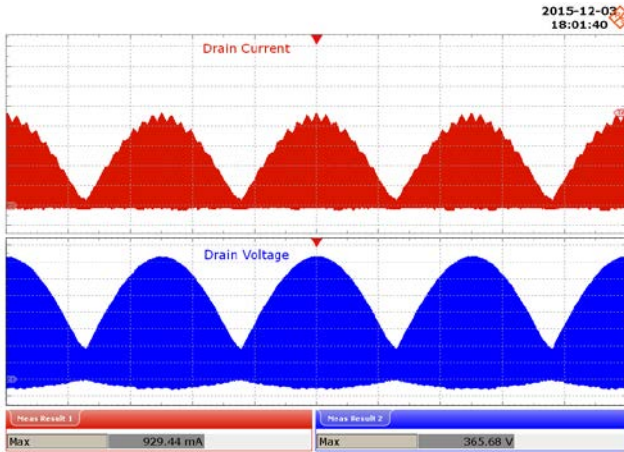 2015-12-03
18:01:40
Drain Current
Drain Voltage
Meas Result 1
Meas Result 2
Max 929.44 mA
Max 365.68 V